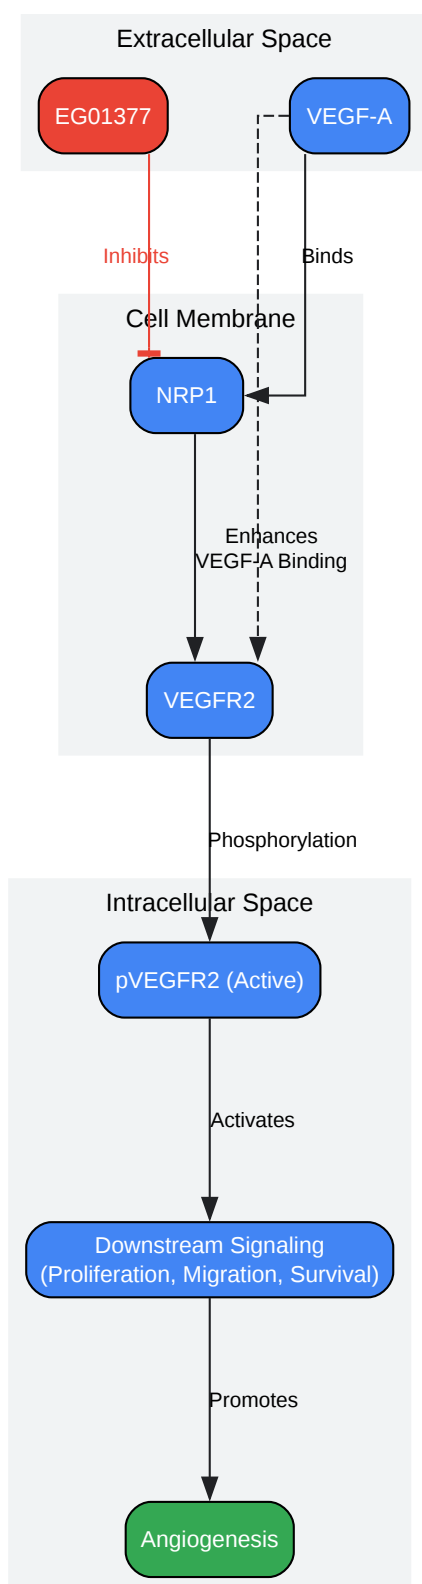 Extracellular Space
EG01377
VEGF-A
Inhibits
Binds
Cell Membrane
NRP1
Enhances
VEGF-A Binding
VEGFR2
Phosphorylation
Intracellular Space
pVEGFR2 (Active)
Activates
Downstream Signaling
(Proliferation, Migration, Survival)
Promotes
Angiogenesis